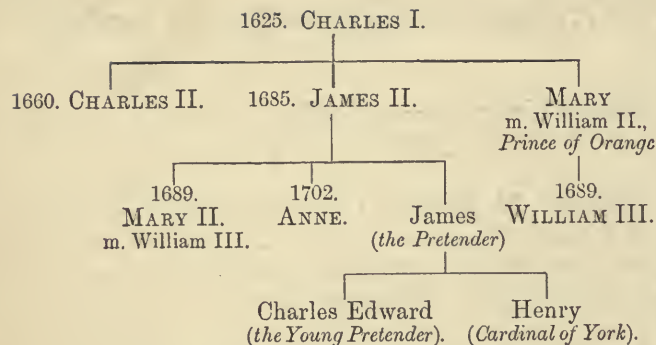 1625. CHARLES I.
1660. CHARLES II.
1685. JAMES II.
MARY
m. William II.,
Prince of Orange
1689.
MARY II.
m. William III.
1702.
ANNE.
James
(the Pretender)
1689.
WILLIAM III.
Charles Edward
(the Young Pretender).
Henry
(Cardinal of York).